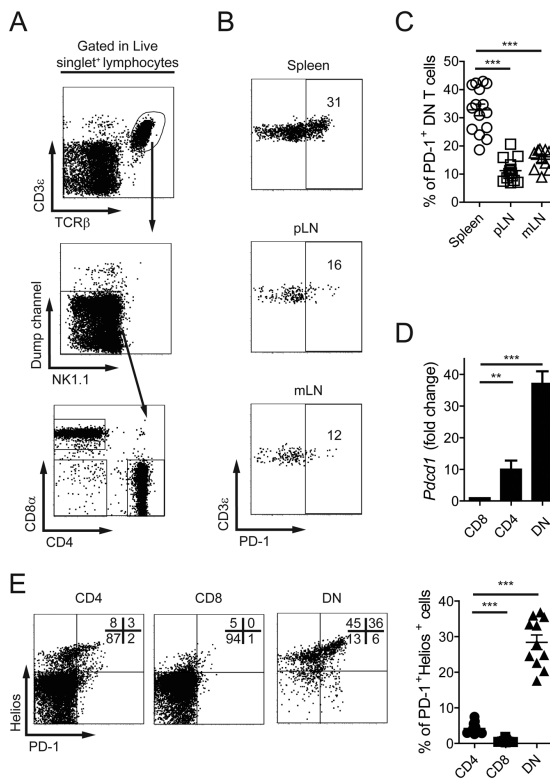 A
Gated in Live
singlet+ lymphocytes
CD3ε
TCRβ
Dump channel
NK1.1
CD8α
CD4
B
Spleen
31
pLN
16
mLN
12
CD3ε
PD-1
C
***
***
% of PD-1+ DN T cells
50
40
30
20
10
0
Spleen
pLN
mLN
D
***
**
Pdcd1 (fold change)
40
30
20
10
0
CD8
CD4
DN
E
CD4
8 3
87 2
CD8
5 0
94 1
DN
45 36
13 6
Helios
PD-1
***
***
% of PD-1+Helios+ cells
40
30
20
10
0
CD4
CD8
DN